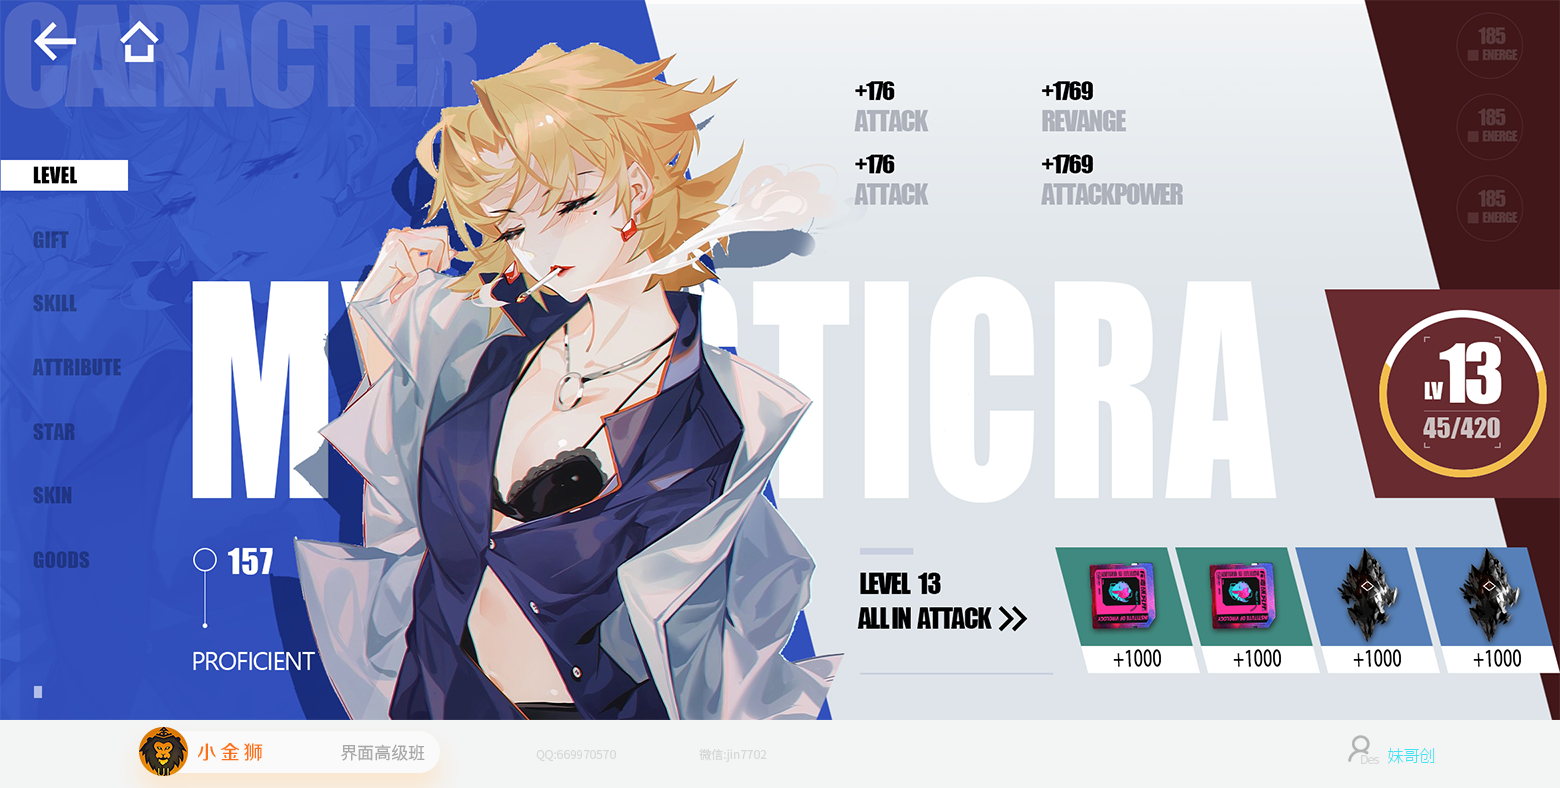 CARACTER
LEVEL
GIFT
SKILL
ATTRIBUTE
STAR
SKIN
GOODS
+176
ATTACK
+1769
REVANGE
+176
ATTACK
+1769
ATTACKPOWER
185
ENERGE
185
ENERGE
185
ENERGE
TICRA
LV 13
45/420
157
PROFICIENT
LEVEL 13
ALL IN ATTACK
+1000
+1000
+1000
+1000
小金狮
界面高级班
QQ:669970570
微信:jin7702
Des
妹哥创